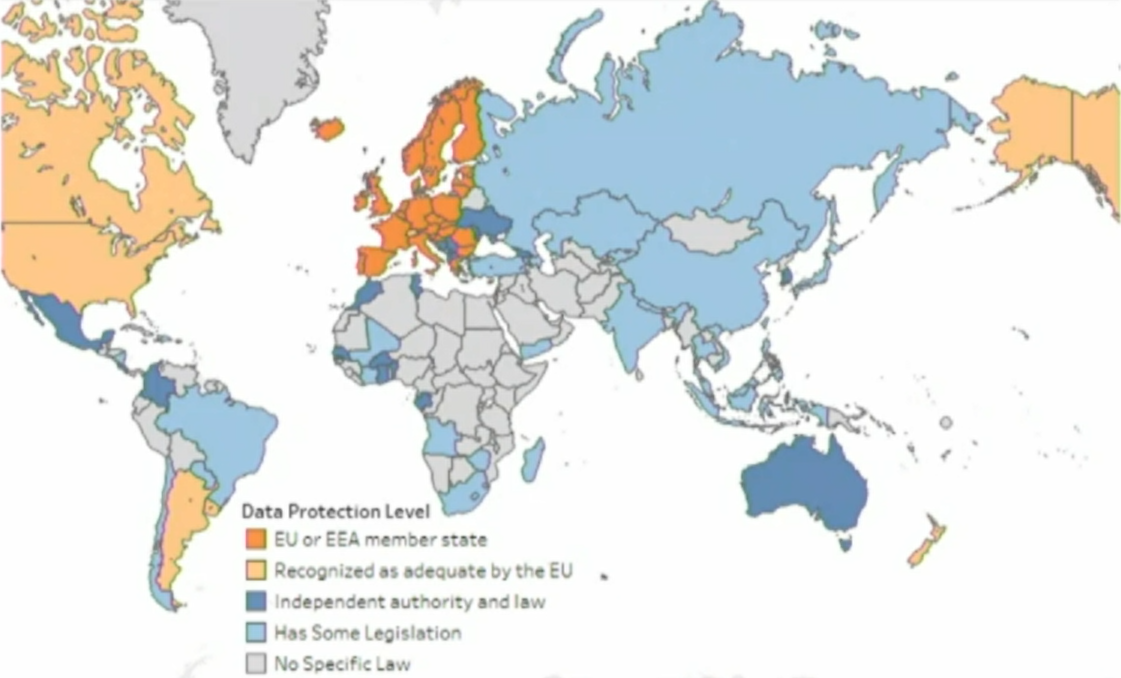 Data Protection Level
EU or EEA member state
Recognized as adequate by the EU
Independent authority and law
Has Some Legislation
No Specific Law